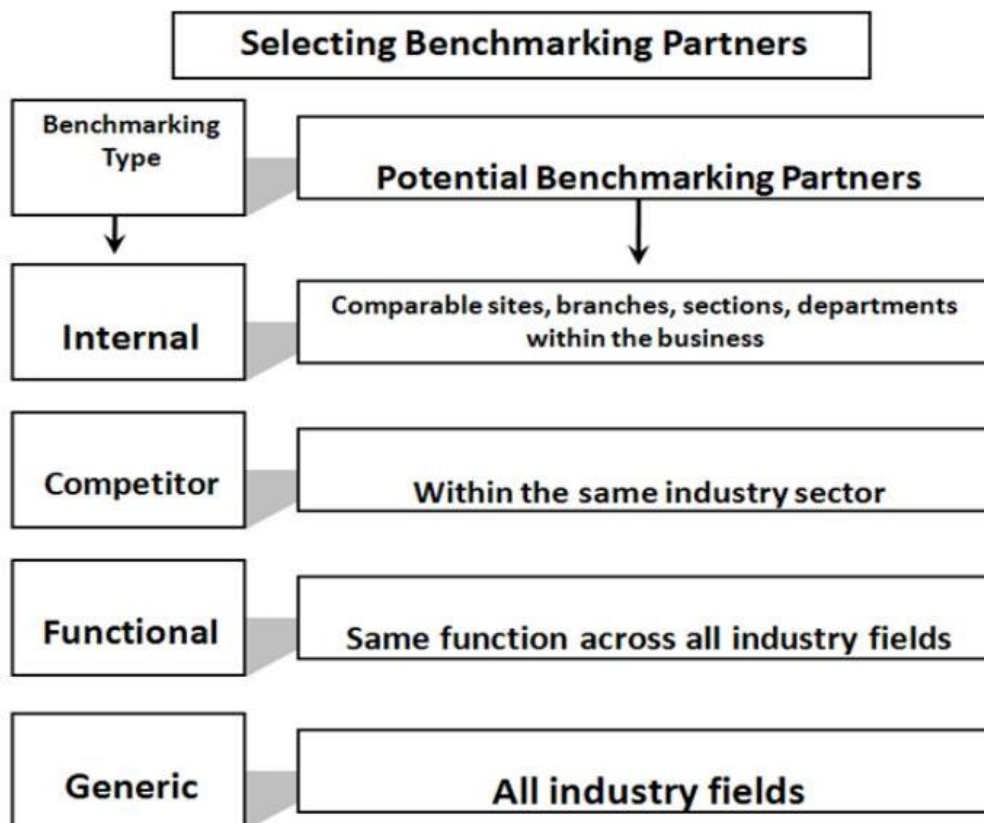 Selecting Benchmarking Partners
Benchmarking
Type
Potential Benchmarking Partners
Internal
Comparable sites, branches, sections, departments
within the business
Competitor
Within the same industry sector
Functional
Same function across all industry fields
Generic
All industry fields